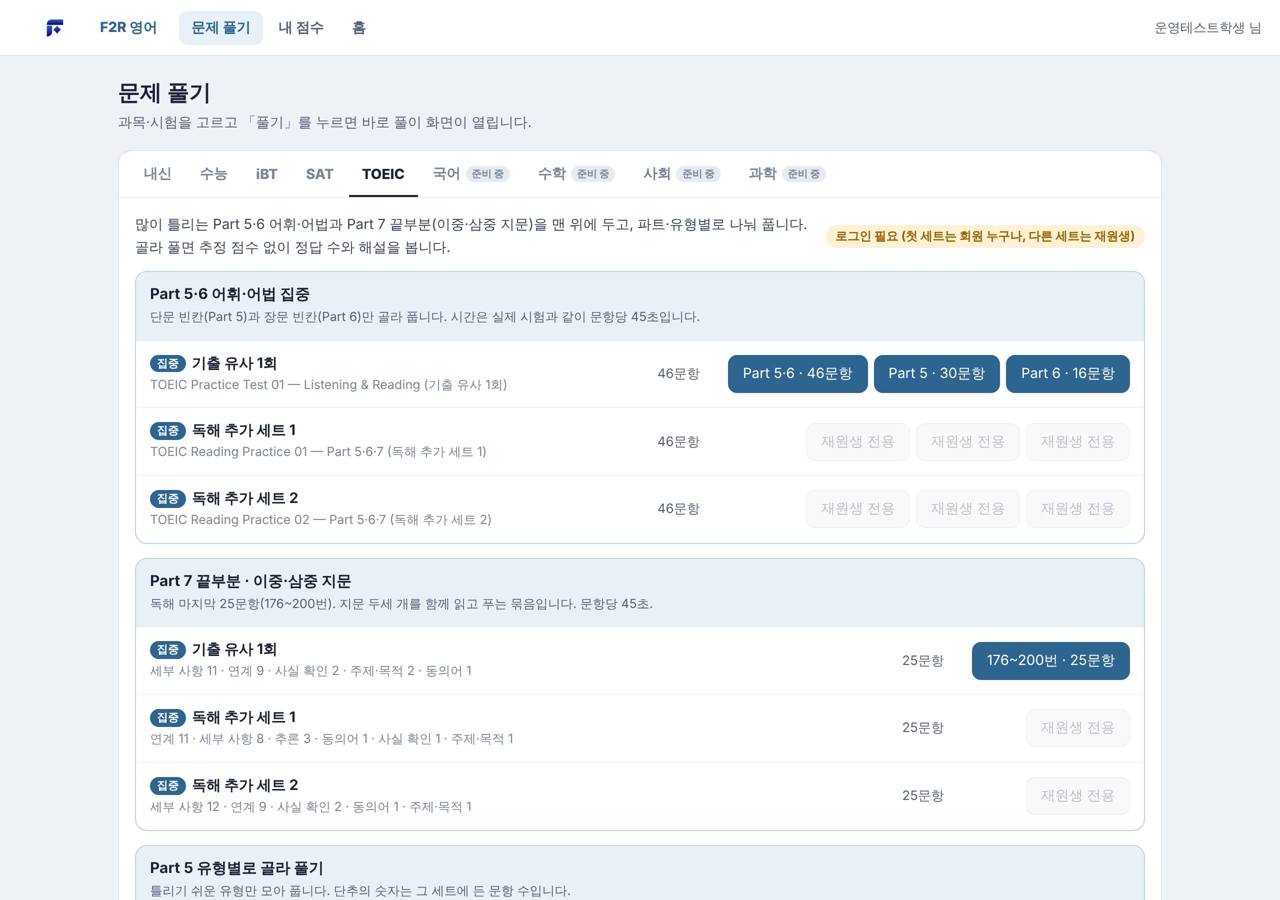 F2R 영어 문제 풀기 내 점수 홈 운영테스트학생 님
문제 풀기
과목·시험을 고르고 「풀기」를 누르면 바로 풀이 화면이 열립니다.
내신 수능 iBT SAT TOEIC 국어 준비 중 수학 준비 중 사회 준비 중 과학 준비 중
많이 틀리는 Part 5·6 어휘·어법과 Part 7 끝부분(이중·삼중 지문)을 맨 위에 두고, 파트·유형별로 나눠 풉니다.
골라 풀면 추정 점수 없이 정답 수와 해설을 봅니다.
로그인 필요 (첫 세트는 회원 누구나, 다른 세트는 재원생)
Part 5·6 어휘·어법 집중
단문 빈칸(Part 5)과 장문 빈칸(Part 6)만 골라 풉니다. 시간은 실제 시험과 같이 문항당 45초입니다.
집중 기출 유사 1회
TOEIC Practice Test 01 — Listening & Reading (기출 유사 1회)
46문항 Part 5·6 · 46문항 Part 5 · 30문항 Part 6 · 16문항
집중 독해 추가 세트 1
TOEIC Reading Practice 01 — Part 5·6·7 (독해 추가 세트 1)
46문항 재원생 전용 재원생 전용 재원생 전용
집중 독해 추가 세트 2
TOEIC Reading Practice 02 — Part 5·6·7 (독해 추가 세트 2)
46문항 재원생 전용 재원생 전용 재원생 전용
Part 7 끝부분 · 이중·삼중 지문
독해 마지막 25문항(176~200번). 지문 두세 개를 함께 읽고 푸는 묶음입니다. 문항당 45초.
집중 기출 유사 1회
세부 사항 11 · 연계 9 · 사실 확인 2 · 주제·목적 2 · 동의어 1
25문항 176~200번 · 25문항
집중 독해 추가 세트 1
연계 11 · 세부 사항 8 · 추론 3 · 동의어 1 · 사실 확인 1 · 주제·목적 1
25문항 재원생 전용
집중 독해 추가 세트 2
세부 사항 12 · 연계 9 · 사실 확인 2 · 동의어 1 · 주제·목적 1
25문항 재원생 전용
Part 5 유형별로 골라 풀기
틀리기 쉬운 유형만 모아 풉니다. 단추의 숫자는 그 세트에 든 문항 수입니다.